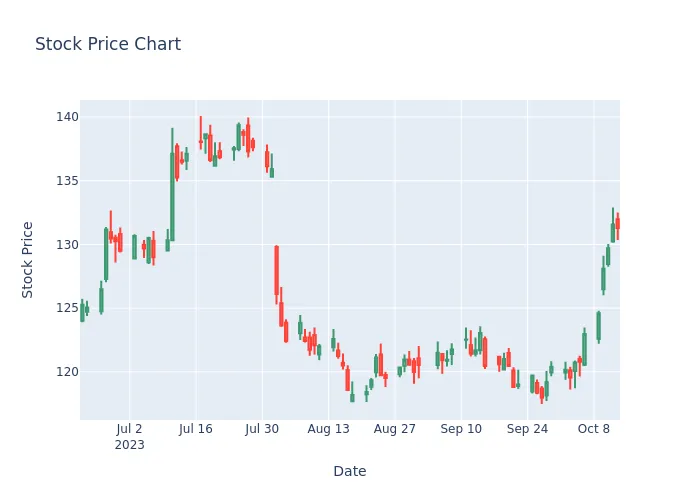 Stock Price Chart
140
135
130
125
120
Stock Price
Jul 2
2023
Jul 16
Jul 30
Aug 13
Aug 27
Sep 10
Sep 24
Oct 8
Date